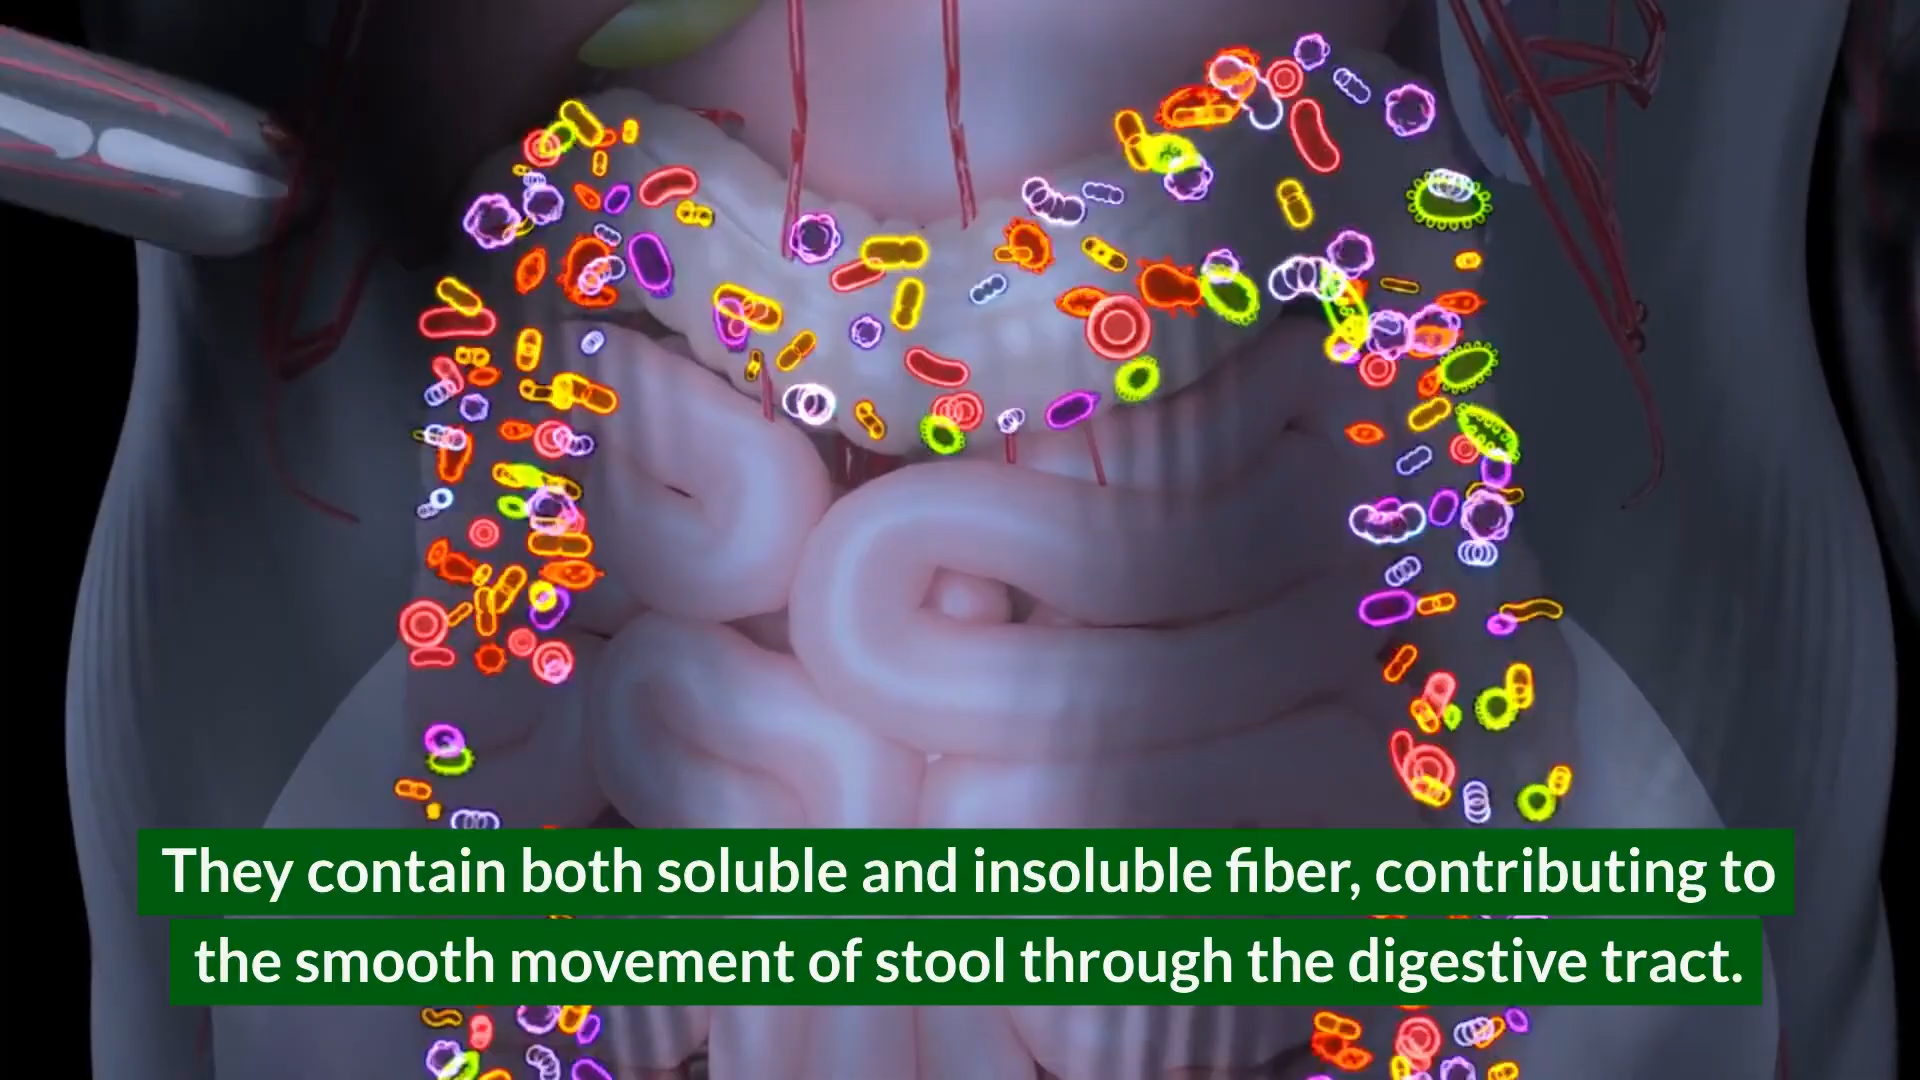 They contain both soluble and insoluble fiber, contributing to
the smooth movement of stool through the digestive tract.